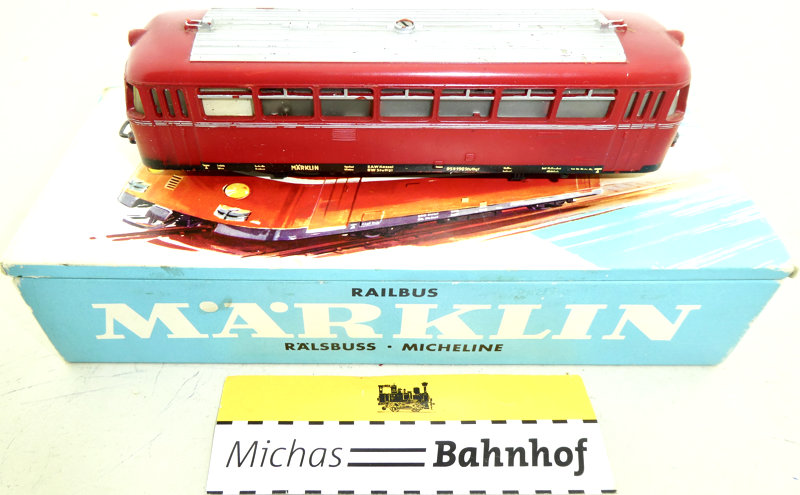 MÄRKLIN
RAILBUS
MÄRKLIN
RÄLSBUSS · MICHELINE
Michas Bahnhof